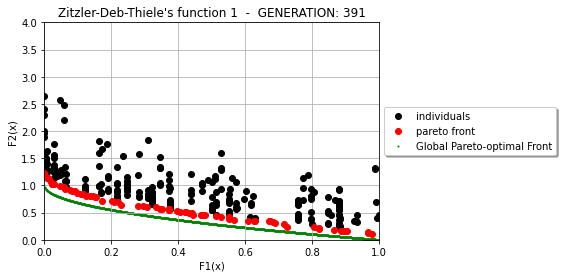 Zitzler-Deb-Thiele's function 1 - GENERATION: 391
4.0
3.5
3.0
2.5
2.0
1.5
1.0
0.5
0.0
F2(x)
0.0 0.2 0.4 0.6 0.8 1.0
F1(x)
individuals
pareto front
Global Pareto-optimal Front